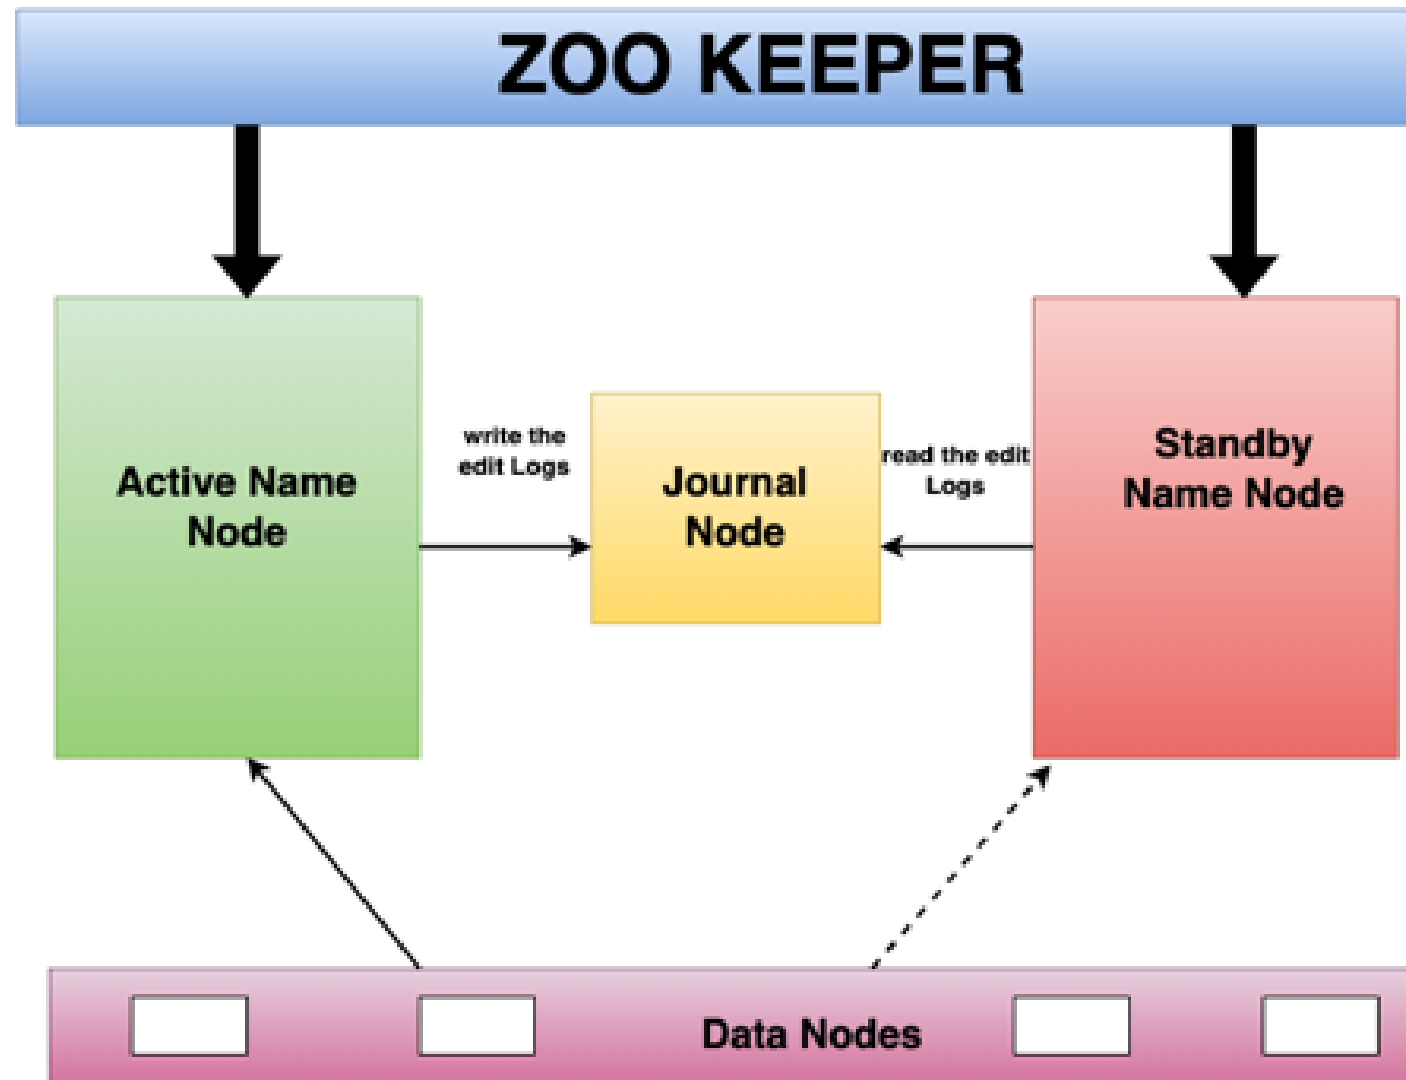 ZOO KEEPER
Active Name
Node
write the
edit Logs
Journal
Node
read the edit
Logs
Standby
Name Node
Data Nodes